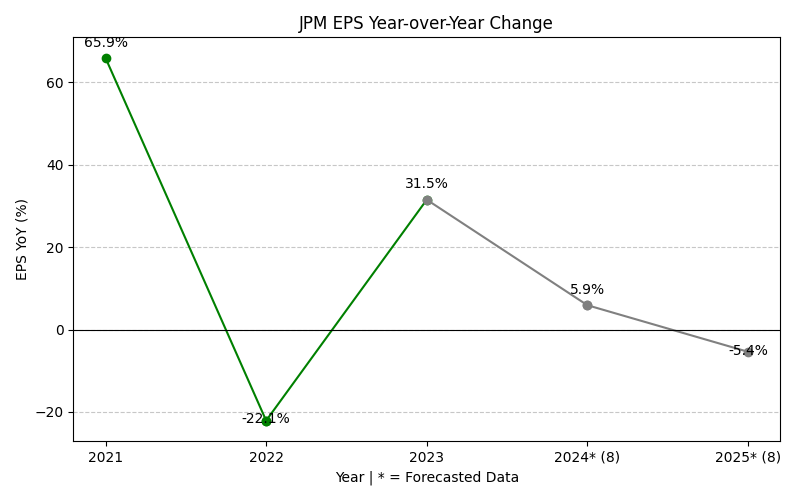 JPM EPS Year-over-Year Change
65.9%
60
40
31.5%
20
5.9%
0
-5.4%
−20
-22.1%
EPS YoY (%)
2021 2022 2023 2024* (8) 2025* (8)
Year | * = Forecasted Data